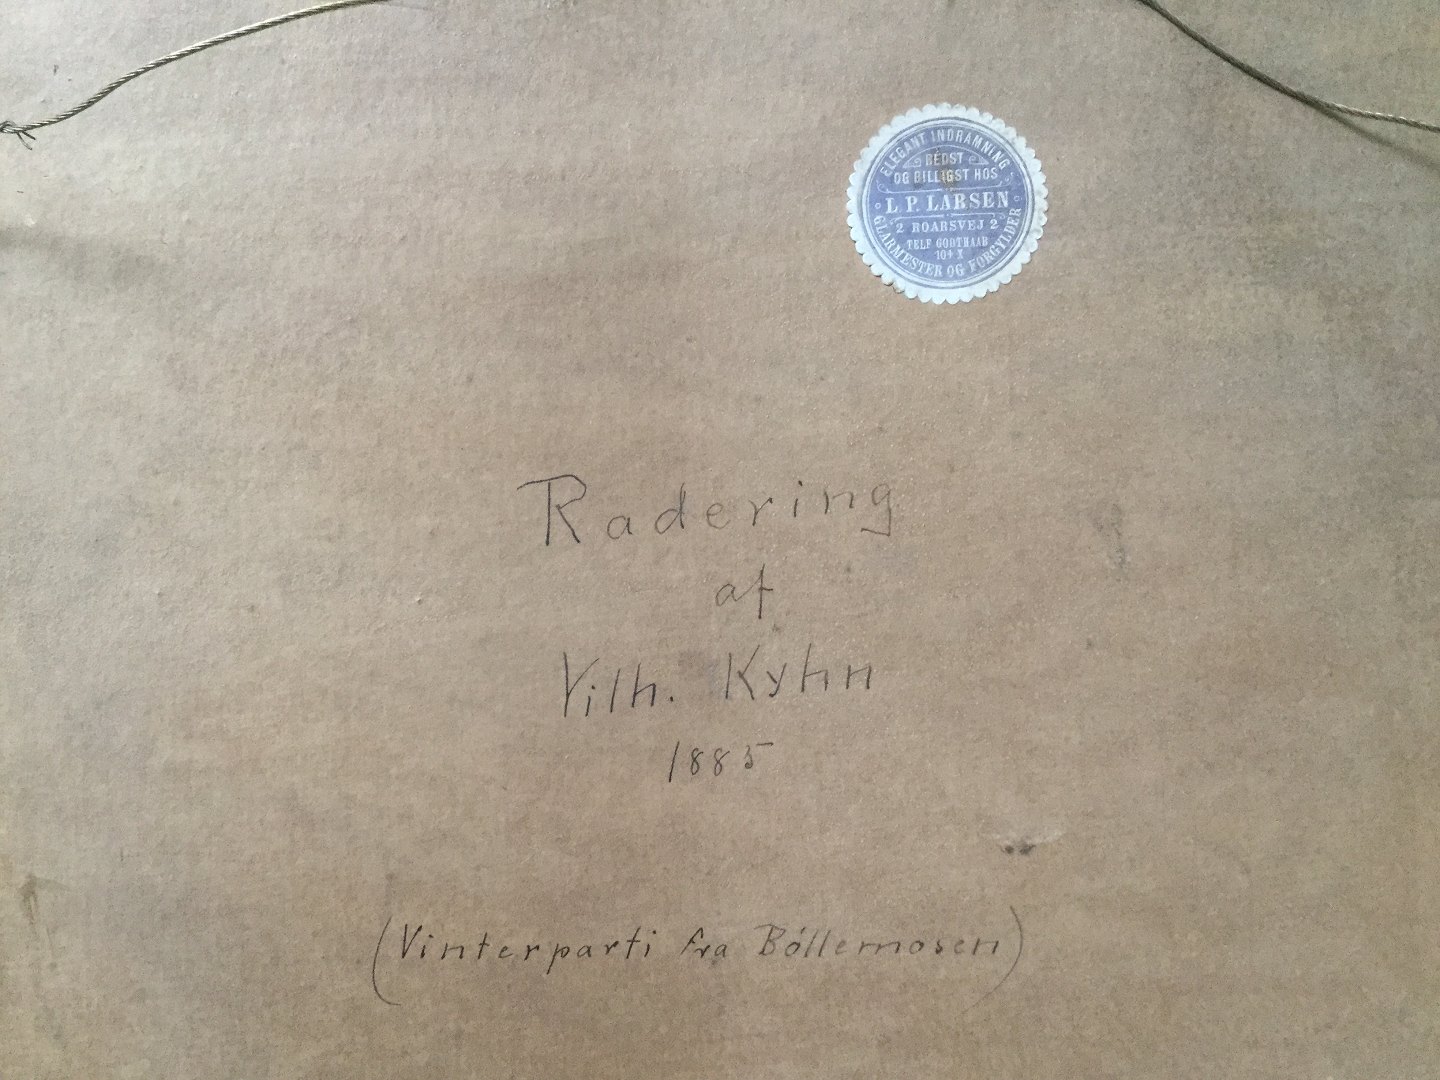 ELEGANT INDRAMNING
BEDST
OG BILLIGST HOS
L. P. LARSEN
2 ROARSVEJ 2
TELF GODTHAAB
104 X
GLARMESTER OG FORGYLDER
Radering
af
Vilh. Kyhn
1885
(Vinterparti fra Bóllemosen)